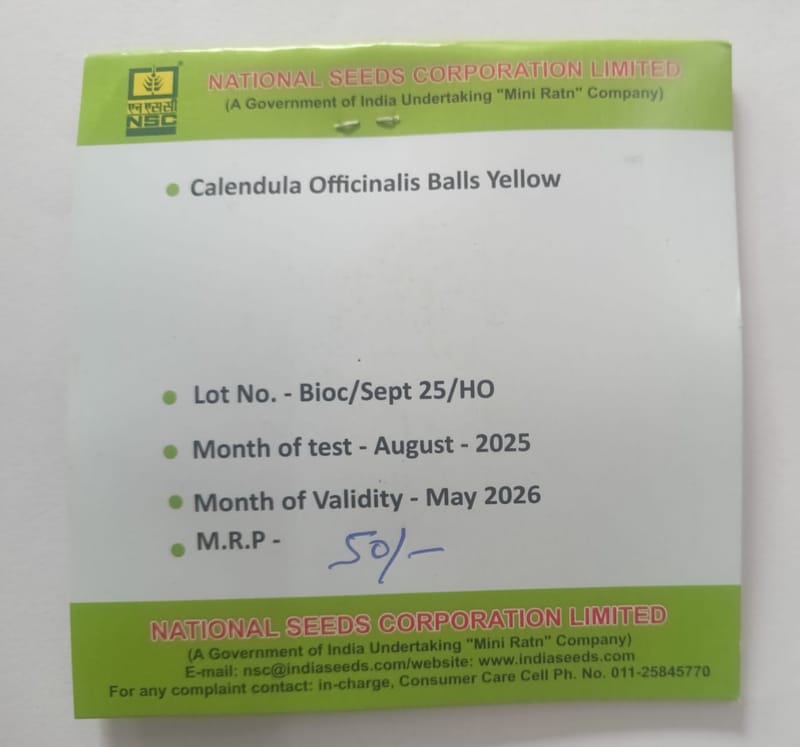 एन एस सी
NSC
NATIONAL SEEDS CORPORATION LIMITED
(A Government of India Undertaking "Mini Ratn" Company)
Calendula Officinalis Balls Yellow
Lot No. - Bioc/Sept 25/HO
Month of test - August - 2025
Month of Validity - May 2026
M.R.P - 50/-
NATIONAL SEEDS CORPORATION LIMITED
(A Government of India Undertaking "Mini Ratn" Company)
E-mail: nsc@indiaseeds.com/website: www.indiaseeds.com
For any complaint contact: in-charge, Consumer Care Cell Ph. No. 011-25845770